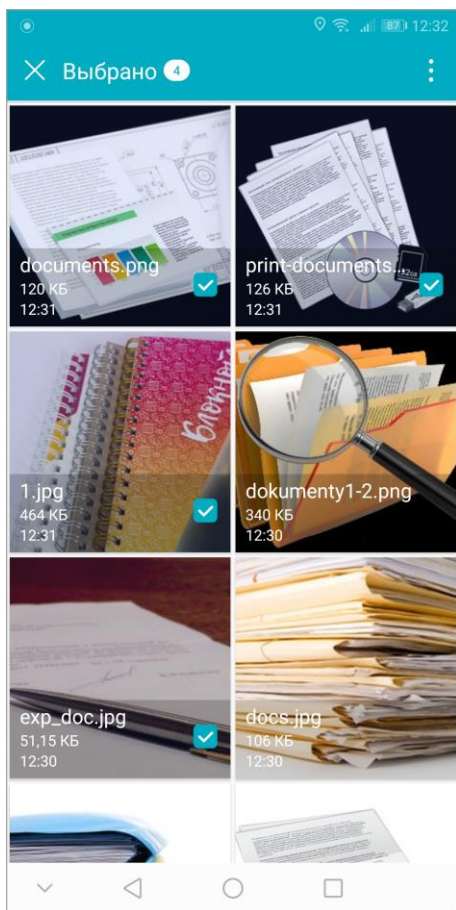 87 12:32
Выбрано 4
documents.png
120 КБ
12:31
print-documents...
126 КБ
12:31
Блокнот
1.jpg
464 КБ
12:31
dokumenty1-2.png
340 КБ
12:30
exp_doc.jpg
51,15 КБ
12:30
docs.jpg
106 КБ
12:30